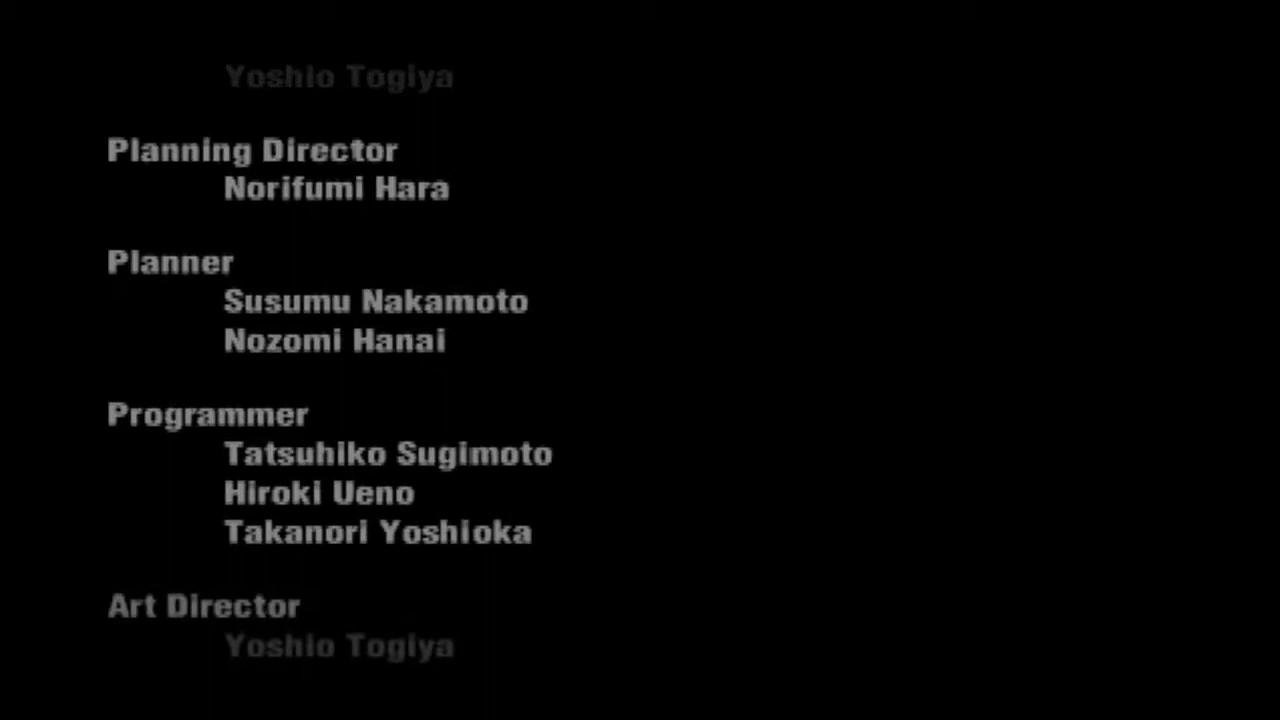 Yoshio Togiya
Planning Director
Norifumi Hara
Planner
Susumu Nakamoto
Nozomi Hanai
Programmer
Tatsuhiko Sugimoto
Hiroki Ueno
Takanori Yoshioka
Art Director
Yoshio Togiya